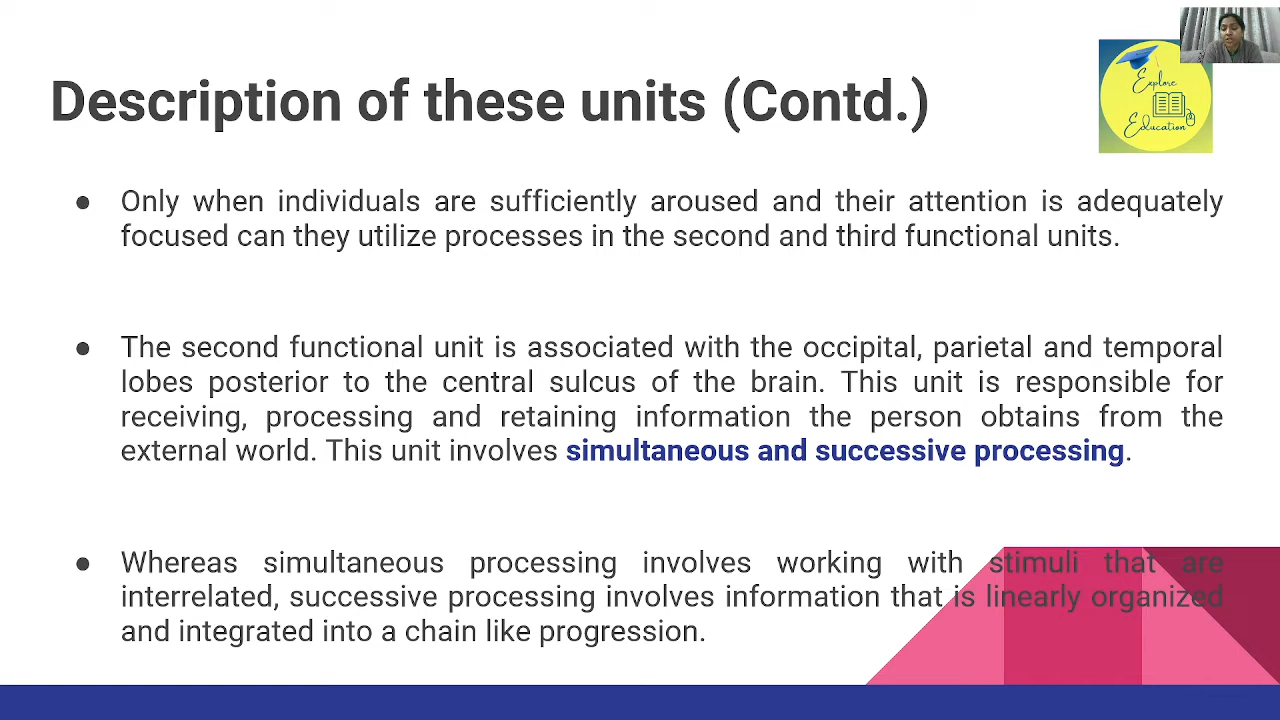 Description of these units (Contd.)
Explore
Education
● Only when individuals are sufficiently aroused and their attention is adequately
focused can they utilize processes in the second and third functional units.
● The second functional unit is associated with the occipital, parietal and temporal
lobes posterior to the central sulcus of the brain. This unit is responsible for
receiving, processing and retaining information the person obtains from the
external world. This unit involves simultaneous and successive processing.
● Whereas simultaneous processing involves working with stimuli that are
interrelated, successive processing involves information that is linearly organized
and integrated into a chain like progression.